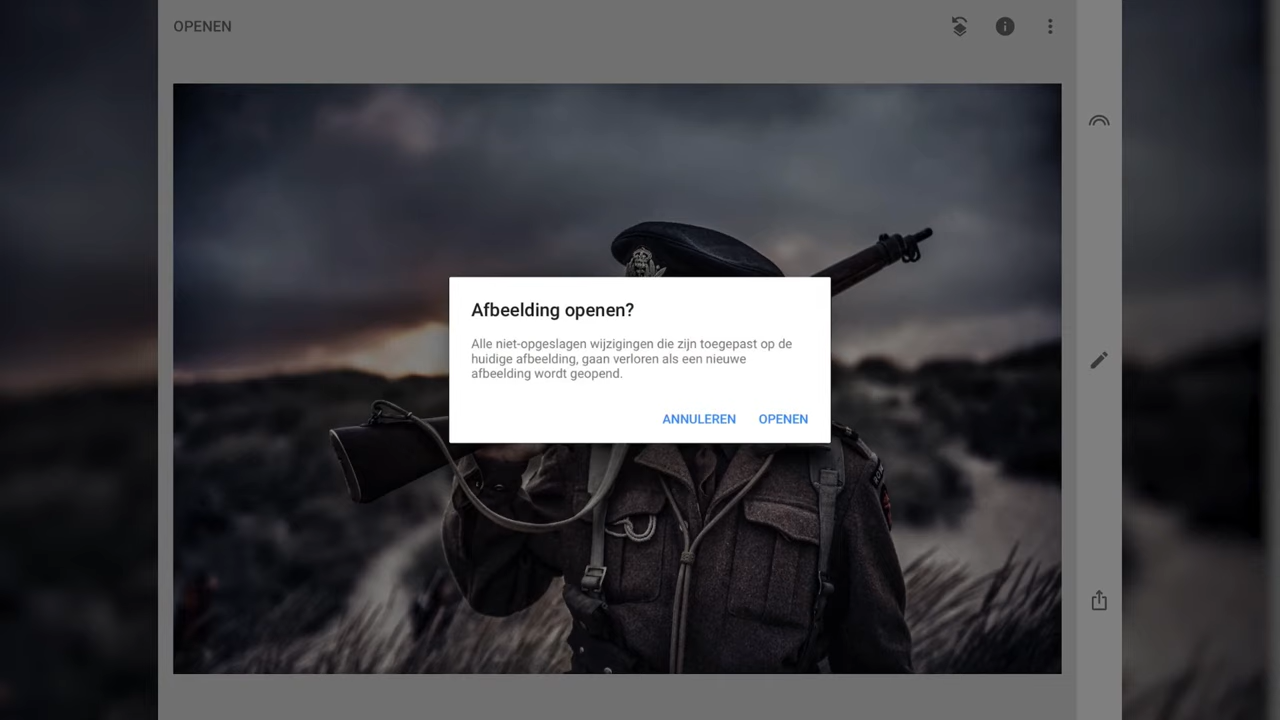 OPENEN
Afbeelding openen?
Alle niet-opgeslagen wijzigingen die zijn toegepast op de
huidige afbeelding, gaan verloren als een nieuwe
afbeelding wordt geopend.
ANNULEREN OPENEN